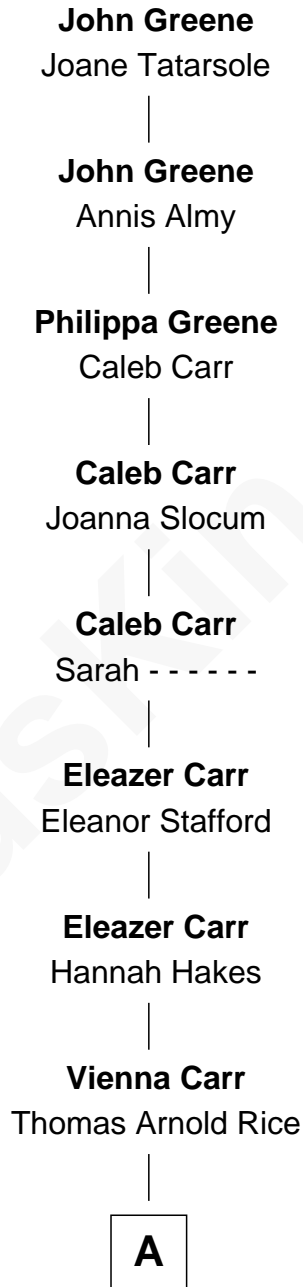 John Greene
Joane Tatarsole
John Greene
Annis Almy
Philippa Greene
Caleb Carr
Caleb Carr
Joanna Slocum
Caleb Carr
Sarah - - - - - -
Eleazer Carr
Eleanor Stafford
Eleazer Carr
Hannah Hakes
Vienna Carr
Thomas Arnold Rice
A